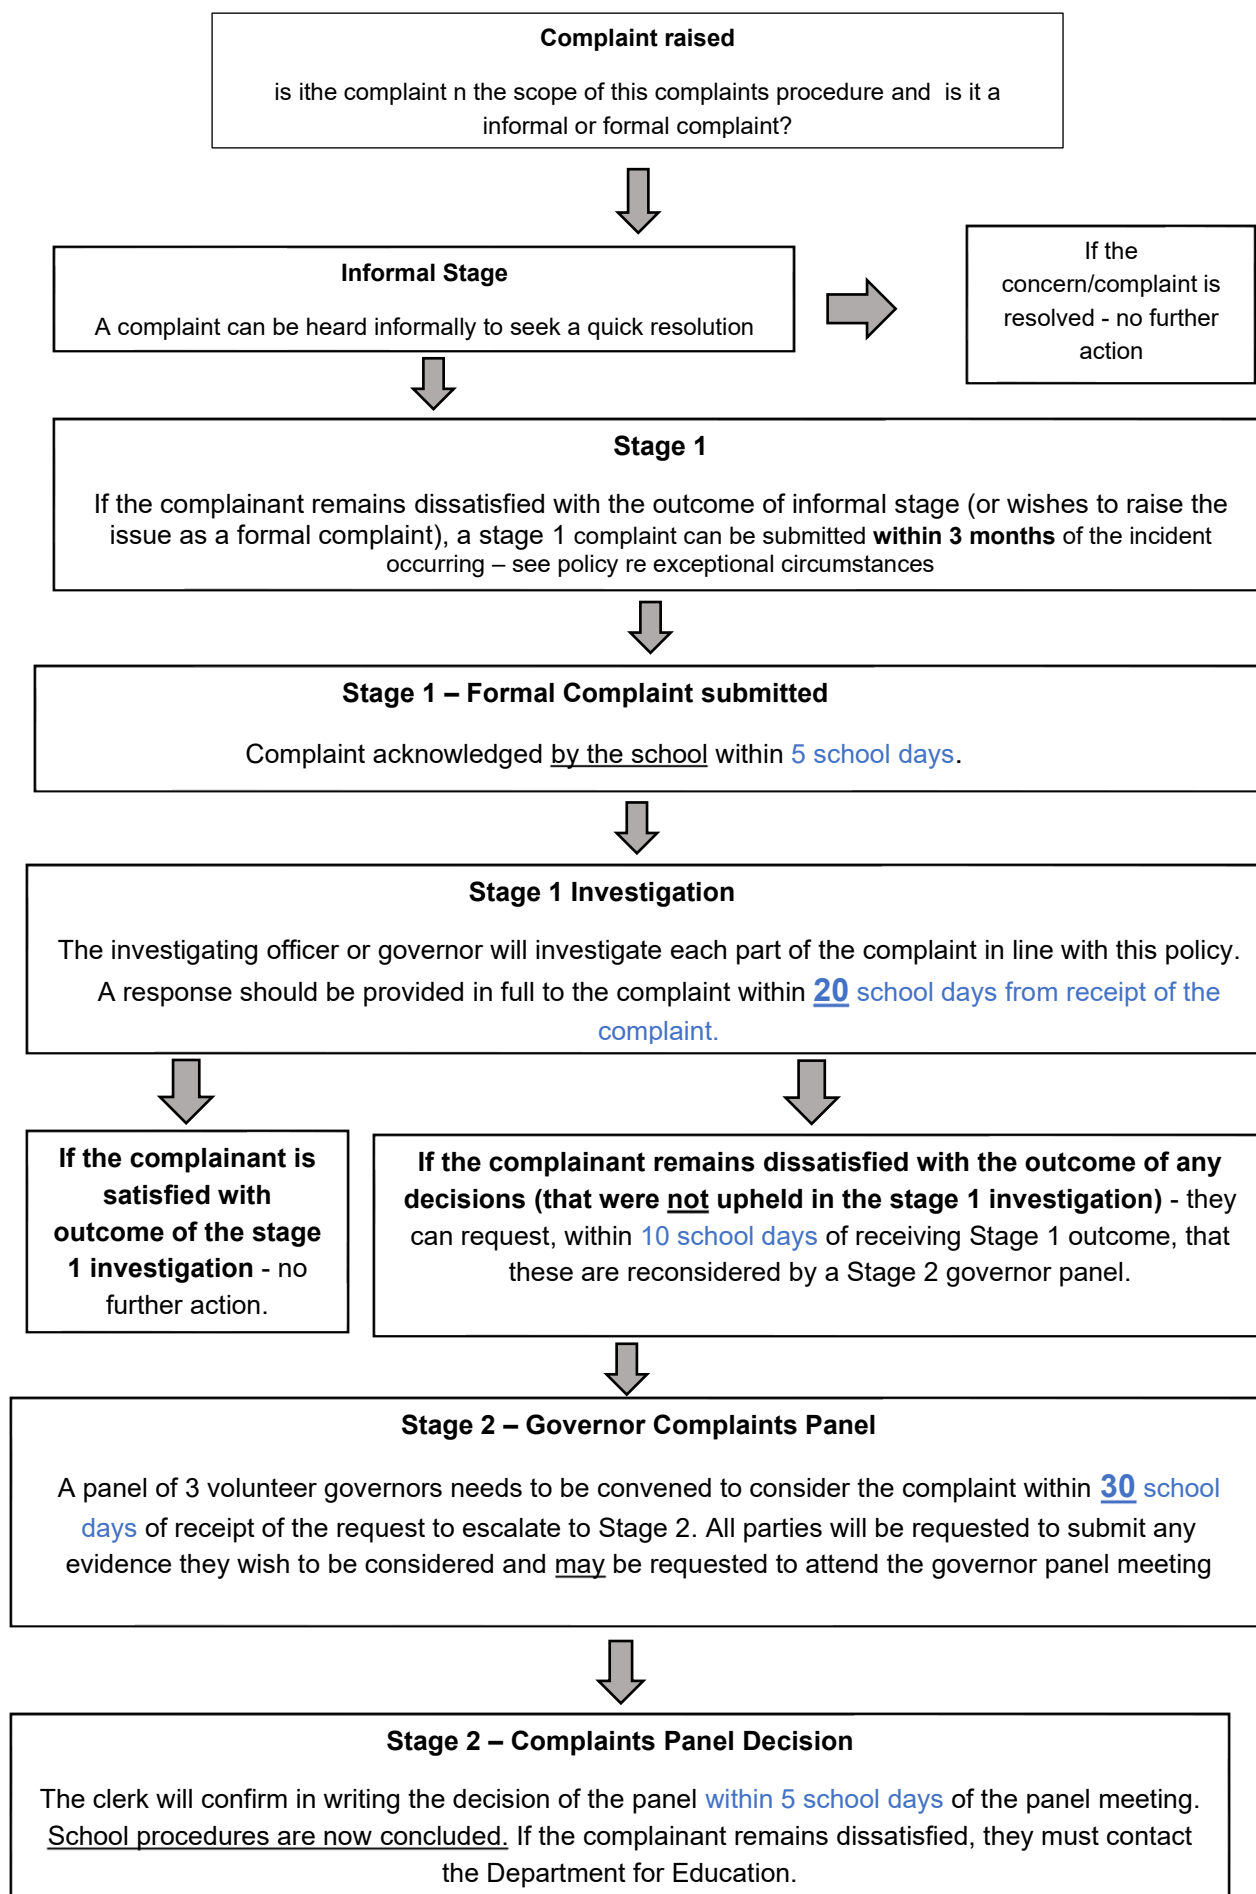 Complaint raised
is ithe complaint n the scope of this complaints procedure and  is it a
informal or formal complaint?
Informal Stage
A complaint can be heard informally to seek a quick resolution
If the
concern/complaint is
resolved - no further
action
Stage 1
If the complainant remains dissatisfied with the outcome of informal stage (or wishes to raise the
issue as a formal complaint), a stage 1 complaint can be submitted within 3 months of the incident
occurring – see policy re exceptional circumstances
Stage 1 – Formal Complaint submitted
Complaint acknowledged by the school within 5 school days.
Stage 1 Investigation
The investigating officer or governor will investigate each part of the complaint in line with this policy.
A response should be provided in full to the complaint within 20 school days from receipt of the
complaint.
If the complainant is
satisfied with
outcome of the stage
1 investigation - no
further action.
If the complainant remains dissatisfied with the outcome of any
decisions (that were not upheld in the stage 1 investigation) - they
can request, within 10 school days of receiving Stage 1 outcome, that
these are reconsidered by a Stage 2 governor panel.
Stage 2 – Governor Complaints Panel
A panel of 3 volunteer governors needs to be convened to consider the complaint within 30 school
days of receipt of the request to escalate to Stage 2. All parties will be requested to submit any
evidence they wish to be considered and may be requested to attend the governor panel meeting
Stage 2 – Complaints Panel Decision
The clerk will confirm in writing the decision of the panel within 5 school days of the panel meeting.
School procedures are now concluded. If the complainant remains dissatisfied, they must contact
the Department for Education.